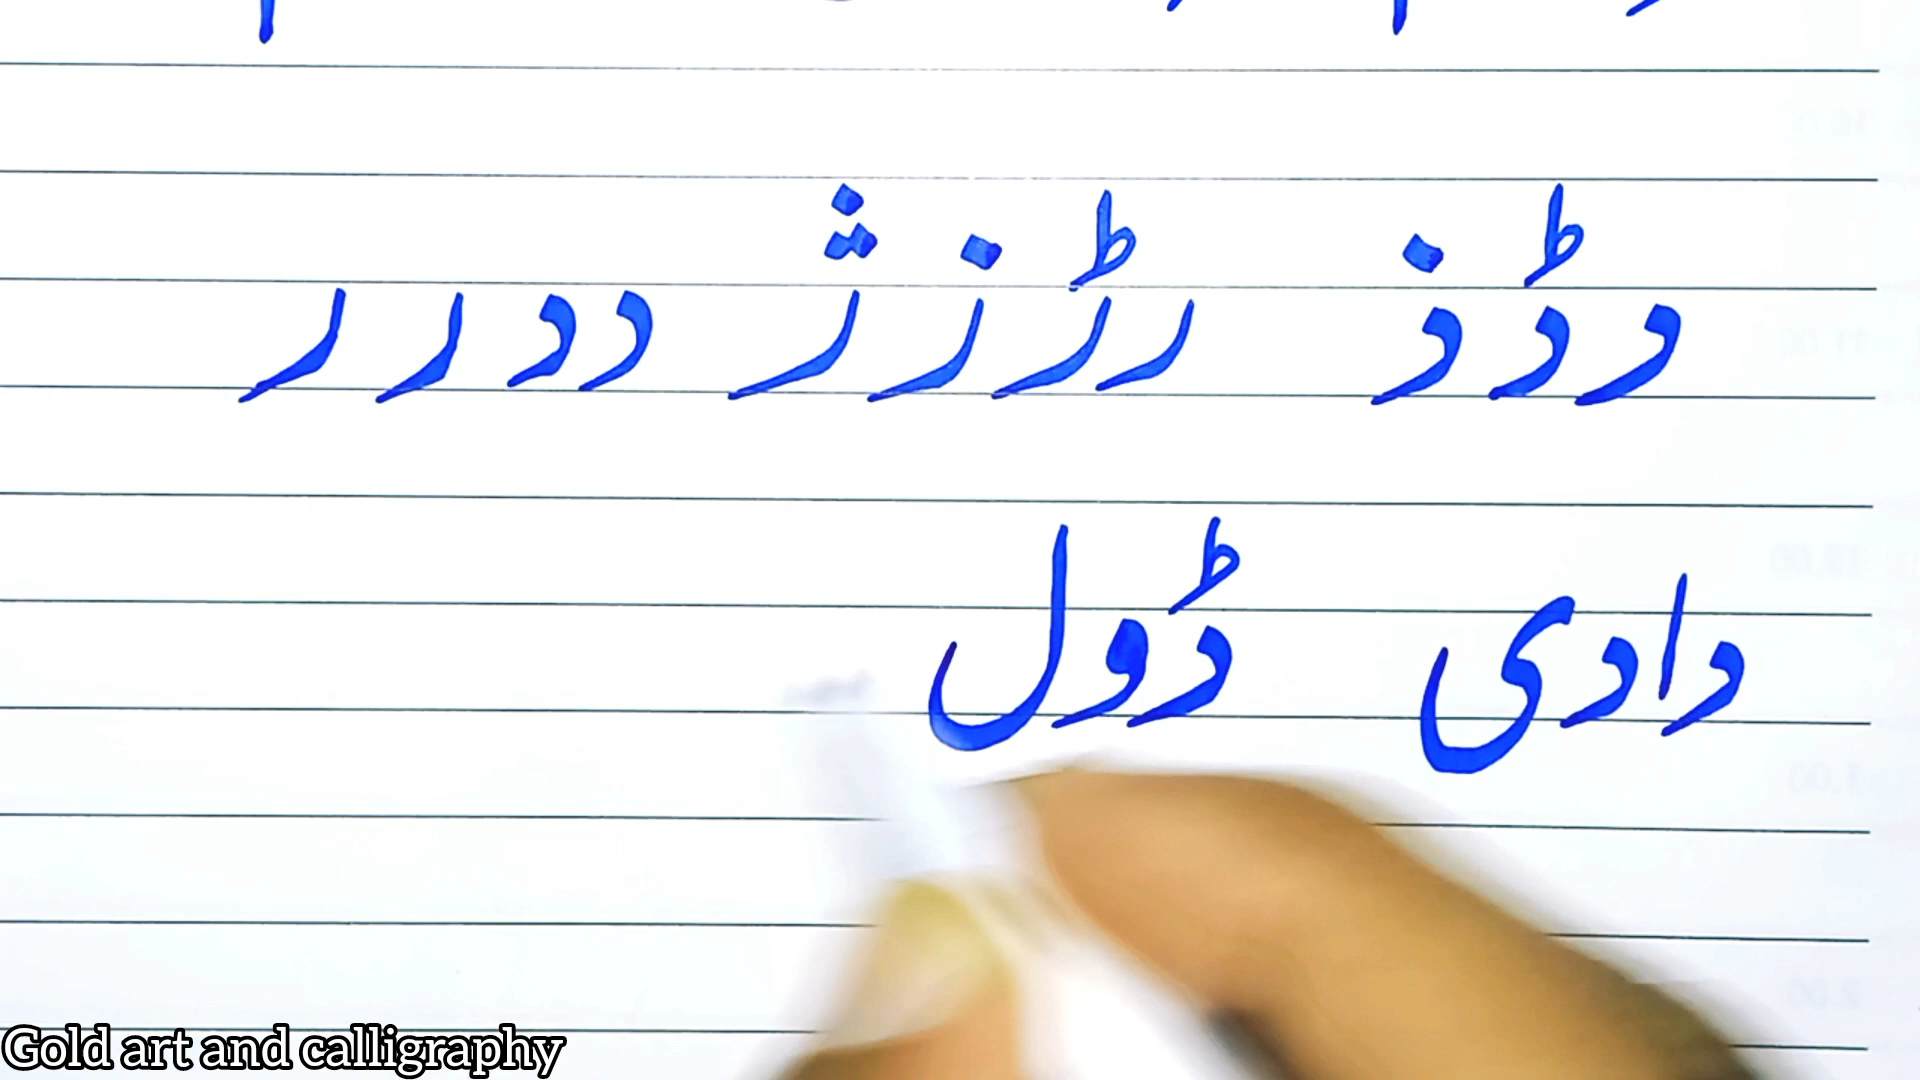 د ڈ ذ ر ڑ ز ژ د د ر ر
دادی ڈول
Gold art and calligraphy